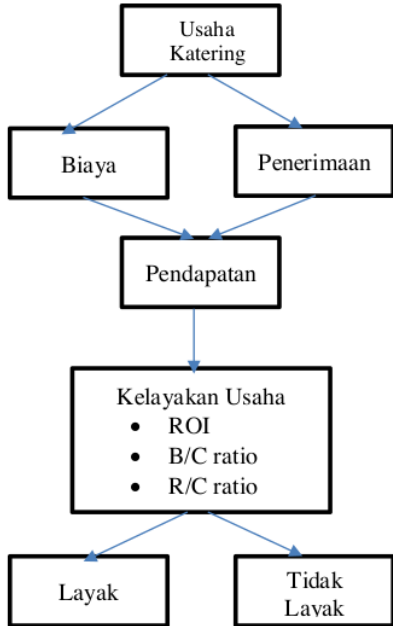 Usaha
Katering
Biaya
Penerimaan
Pendapatan
Kelayakan Usaha
• ROI
• B/C ratio
• R/C ratio
Layak
Tidak
Layak